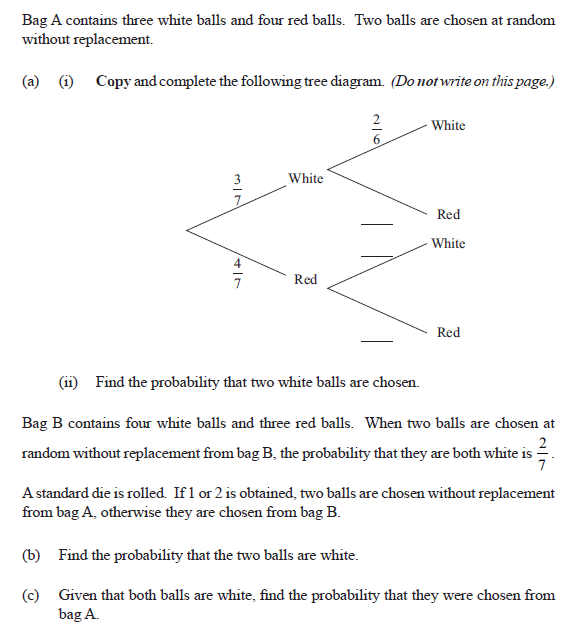 Bag A contains three white balls and four red balls. Two balls are chosen at random
without replacement.
(a) (i) Copy and complete the following tree diagram. (Do not write on this page.)
2/6
White
3/7
White
Red
White
4/7
Red
Red
(ii) Find the probability that two white balls are chosen.
Bag B contains four white balls and three red balls. When two balls are chosen at
random without replacement from bag B, the probability that they are both white is 2/7.
A standard die is rolled. If 1 or 2 is obtained, two balls are chosen without replacement
from bag A, otherwise they are chosen from bag B.
(b) Find the probability that the two balls are white.
(c) Given that both balls are white, find the probability that they were chosen from
bag A.